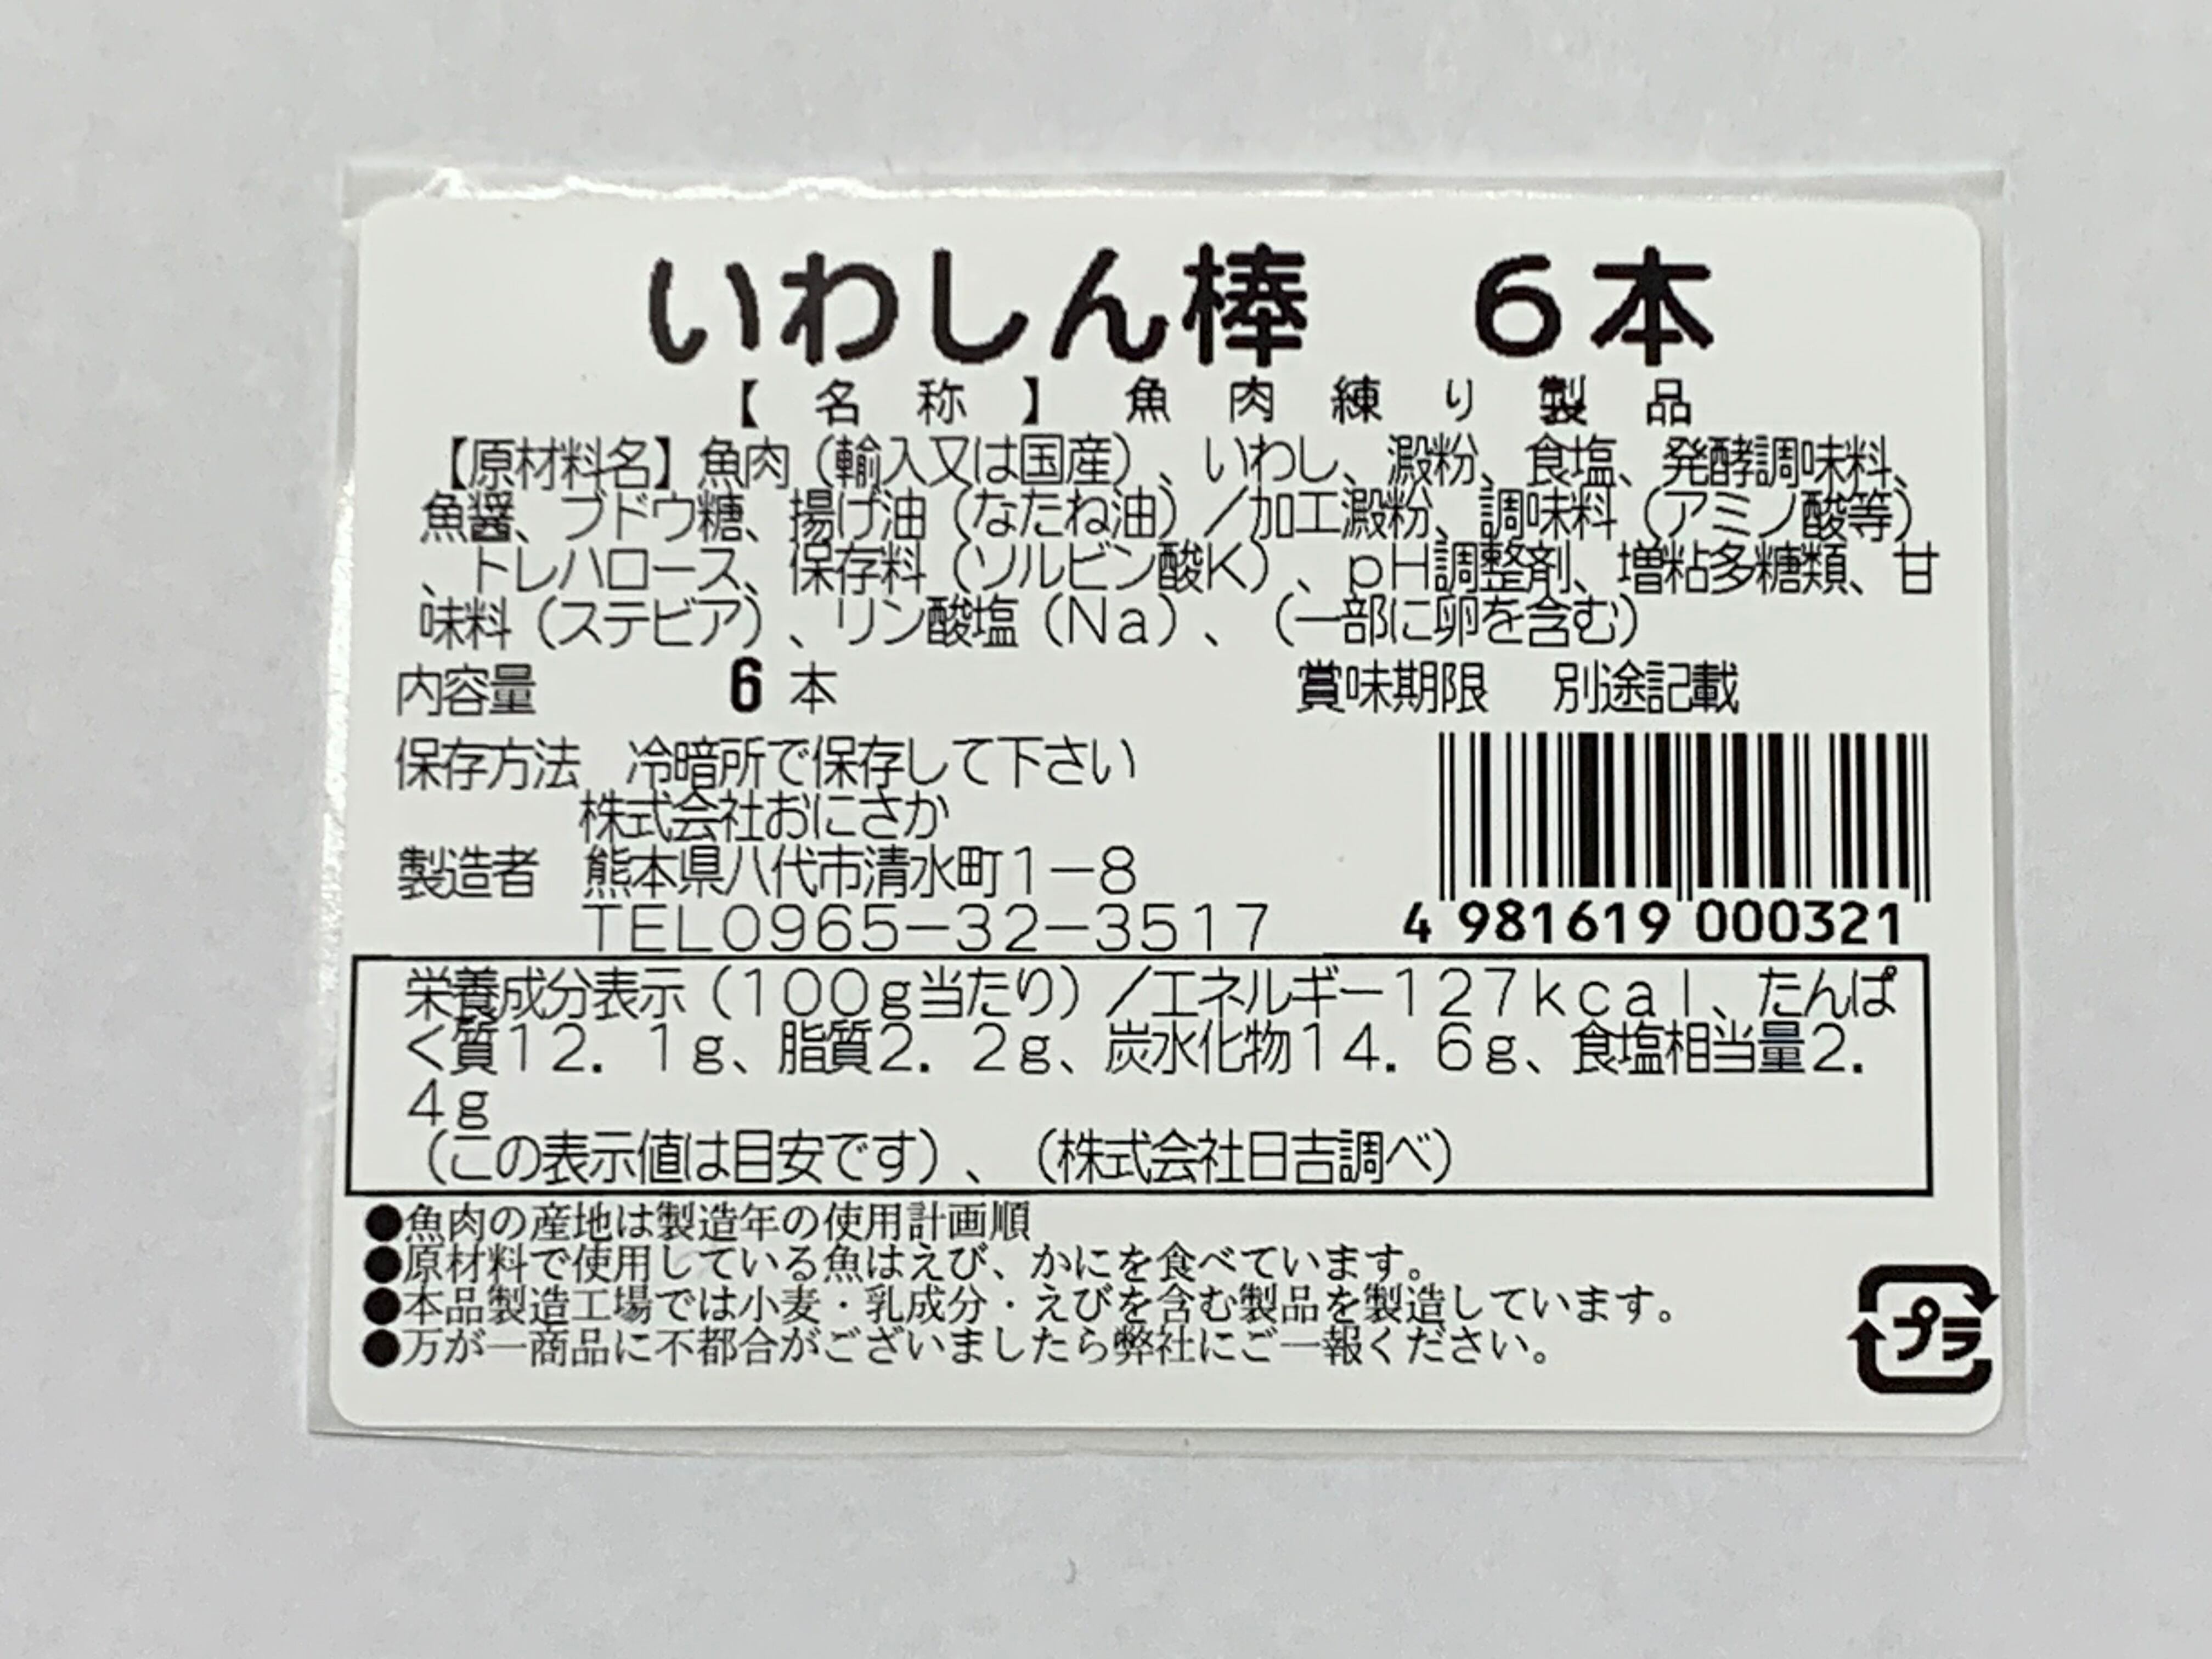 いわしん棒　６本
【名称】魚肉練り製品
【原材料名】魚肉（輸入又は国産）、いわし、澱粉、食塩、発酵調味料、
魚醤、ブドウ糖、揚げ油（なたね油）／加工澱粉、調味料（アミノ酸等）
、トレハロース、保存料（ソルビン酸Ｋ）、ｐＨ調整剤、増粘多糖類、甘
味料（ステビア）、リン酸塩（Ｎａ）、（一部に卵を含む）
内容量　6 本　賞味期限　別途記載
保存方法　冷暗所で保存して下さい
株式会社おにさか
製造者　熊本県八代市清水町１－８
ＴＥＬ０９６５－３２－３５１７
4 981619 000321
栄養成分表示（１００ｇ当たり）／エネルギー１２７ｋｃａｌ、たんぱ
く質１２．１ｇ、脂質２．２ｇ、炭水化物１４．６ｇ、食塩相当量２．
４ｇ
（この表示値は目安です）、（株式会社日吉調べ）
●魚肉の産地は製造年の使用計画順
●原材料で使用している魚はえび、かにを食べています。
●本品製造工場では小麦・乳成分・えびを含む製品を製造しています。
●万が一商品に不都合がございましたら弊社にご一報ください。
プラ